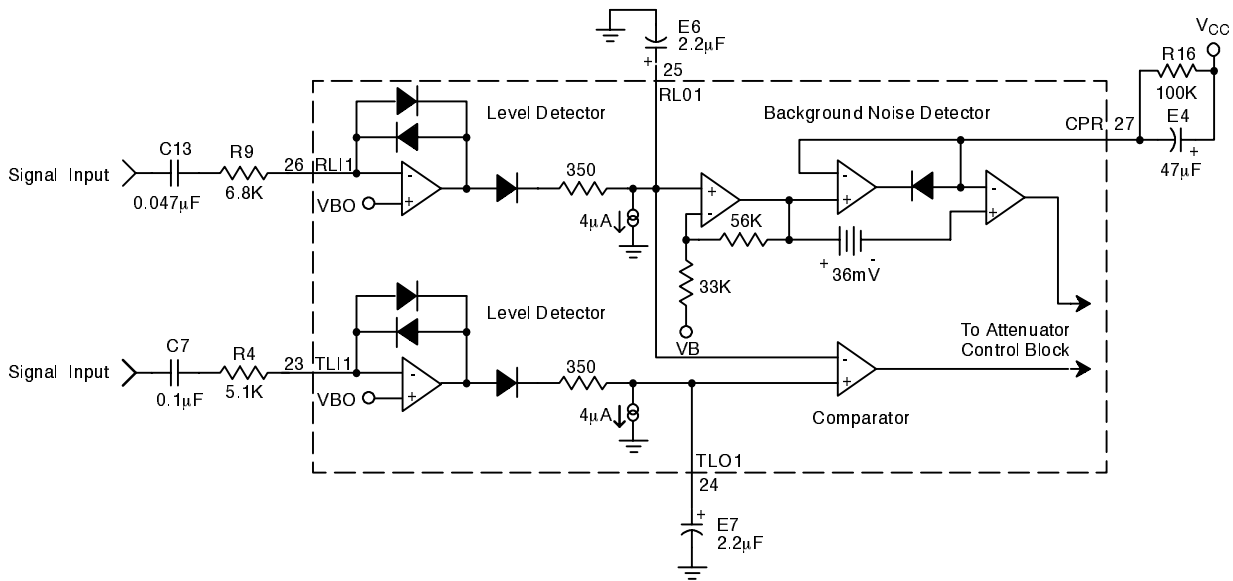 E6
2.2µF
+
25
RL01
VCC
R16
100K
E4
+
47µF
Level Detector
Background Noise Detector
CPR 27
Signal Input
C13
0.047µF
R9
6.8K
26 RLI1
-
+
VBO
350
4µA
+
-
56K
33K
VB
-
+
+ -
36mV
-
+
Level Detector
To Attenuator
Control Block
Signal Input
C7
0.1µF
R4
5.1K
23 TLI1
-
+
VBO
350
4µA
-
+
Comparator
TLO1
24
+
E7
2.2µF